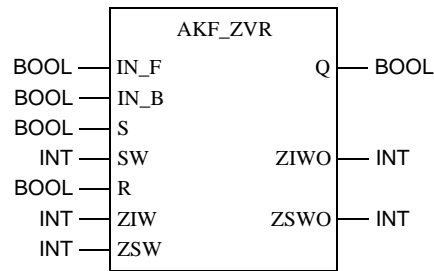 AKF_ZVR
BOOL IN_F Q BOOL
BOOL IN_B
BOOL S
INT SW ZIWO INT
BOOL R
INT ZIW ZSWO INT
INT ZSW